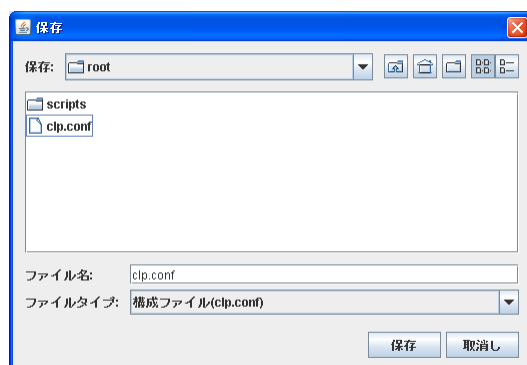 保存
保存: root
scripts
clp.conf
ファイル名: clp.conf
ファイルタイプ: 構成ファイル(clp.conf)
保存 取消し